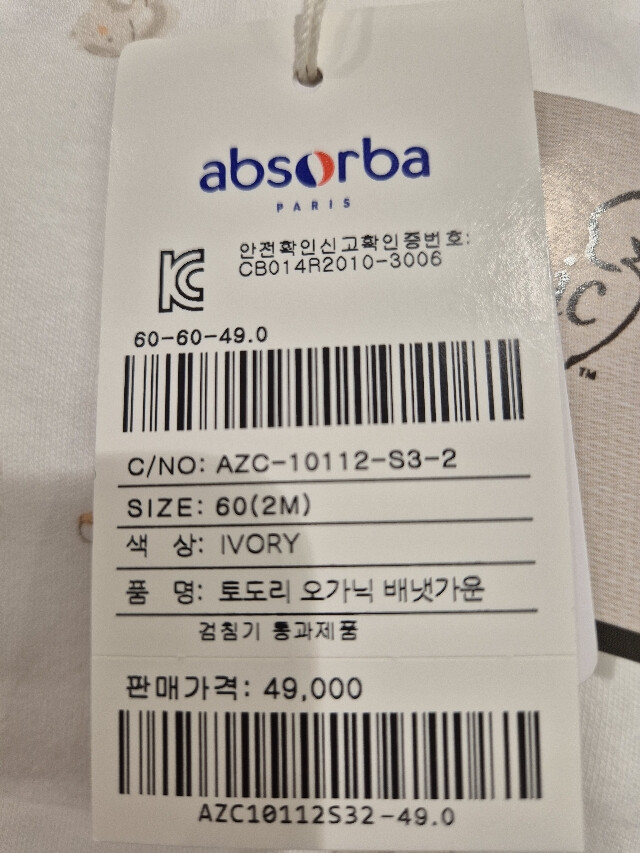 absorba
PARIS
안전확인신고확인증번호:
CB014R2010-3006
60-60-49.0
C/NO: AZC-10112-S3-2
SIZE: 60(2M)
색 상: IVORY
품 명: 토도리 오가닉 배냇가운
검침기 통과제품
판매가격: 49,000
AZC10112S32-49.0
TM